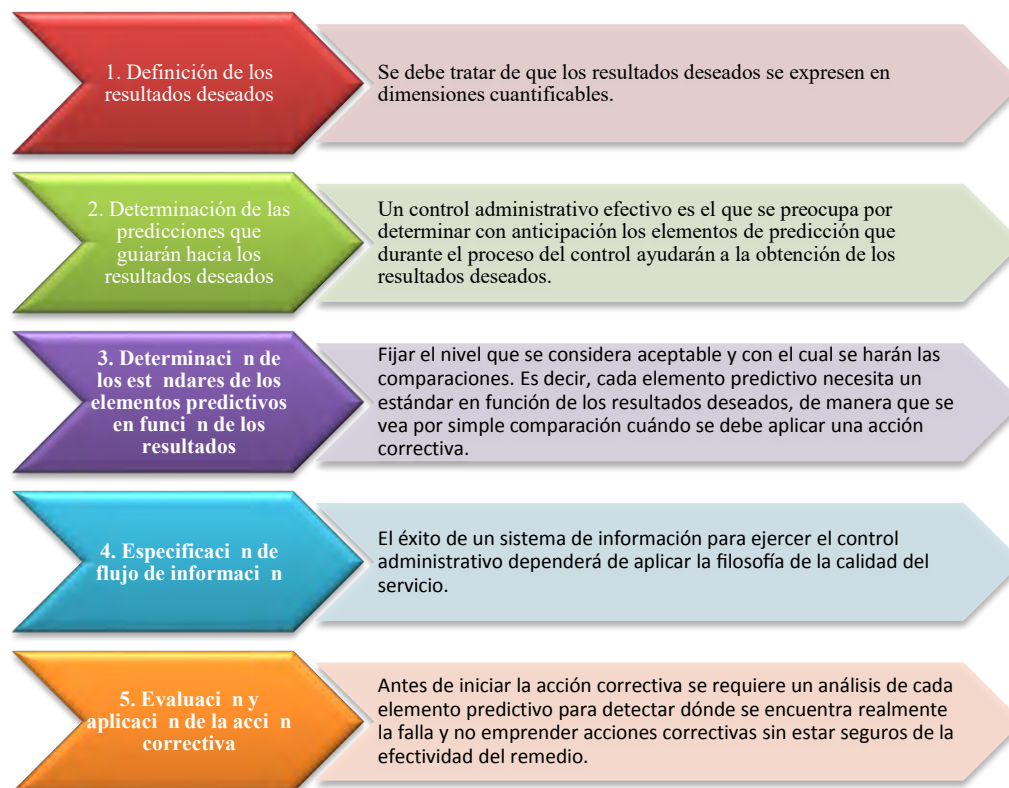 1. Definición de los
resultados deseados
Se debe tratar de que los resultados deseados se expresen en
dimensiones cuantificables.
2. Determinación de las
predicciones que
guiarán hacia los
resultados deseados
Un control administrativo efectivo es el que se preocupa por
determinar con anticipación los elementos de predicción que
durante el proceso del control ayudarán a la obtención de los
resultados deseados.
3. Determinaci n de
los est ndares de los
elementos predictivos
en funci n de los
resultados
Fijar el nivel que se considera aceptable y con el cual se harán las
comparaciones. Es decir, cada elemento predictivo necesita un
estándar en función de los resultados deseados, de manera que se
vea por simple comparación cuándo se debe aplicar una acción
correctiva.
4. Especificaci n de
flujo de informaci n
El éxito de un sistema de información para ejercer el control
administrativo dependerá de aplicar la filosofía de la calidad del
servicio.
5. Evaluaci n y
aplicaci n de la acci n
correctiva
Antes de iniciar la acción correctiva se requiere un análisis de cada
elemento predictivo para detectar dónde se encuentra realmente
la falla y no emprender acciones correctivas sin estar seguros de la
efectividad del remedio.